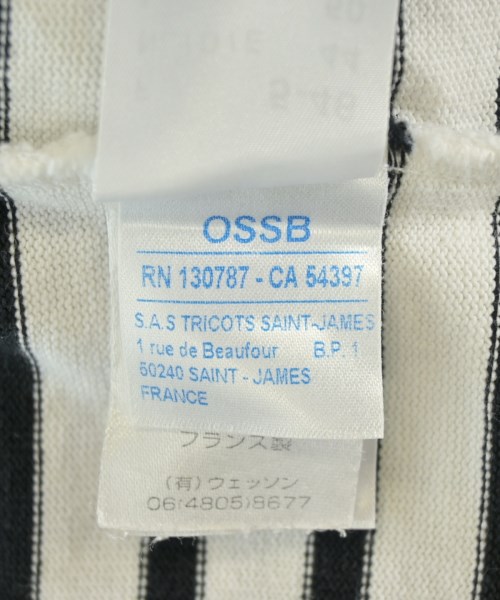 OSSB
RN 130787 - CA 54397
S.A.S TRICOTS SAINT-JAMES
1 rue de Beaufour B.P. 1
50240 SAINT - JAMES
FRANCE
フランス製
(有)ウェッソン
06(4805)8677